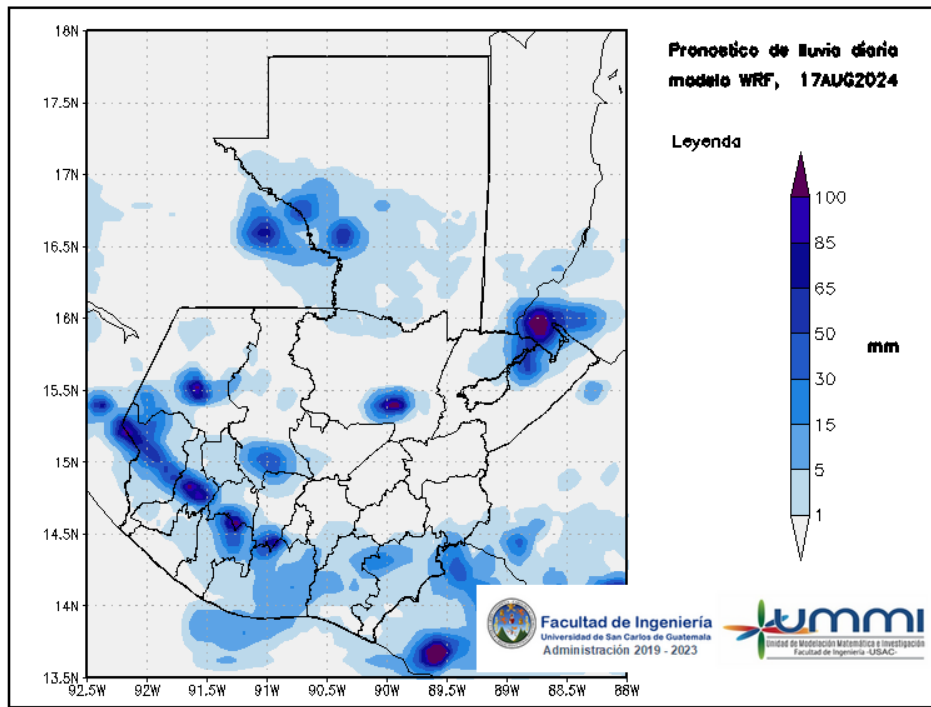 Pronostico de lluvia diaria
modelo WRF, 17AUG2024
Leyenda
100
85
65
50
30
15
5
1
mm
18N
17.5N
17N
16.5N
16N
15.5N
15N
14.5N
14N
13.5N
92.5W
92W
91.5W
91W
90.5W
90W
89.5W
89W
88.5W
88W
Facultad de Ingeniería
Universidad de San Carlos de Guatemala
Administración 2019 - 2023
UMMI
Unidad de Modelación Matemática e Investigación
Facultad de Ingeniería -USAC-